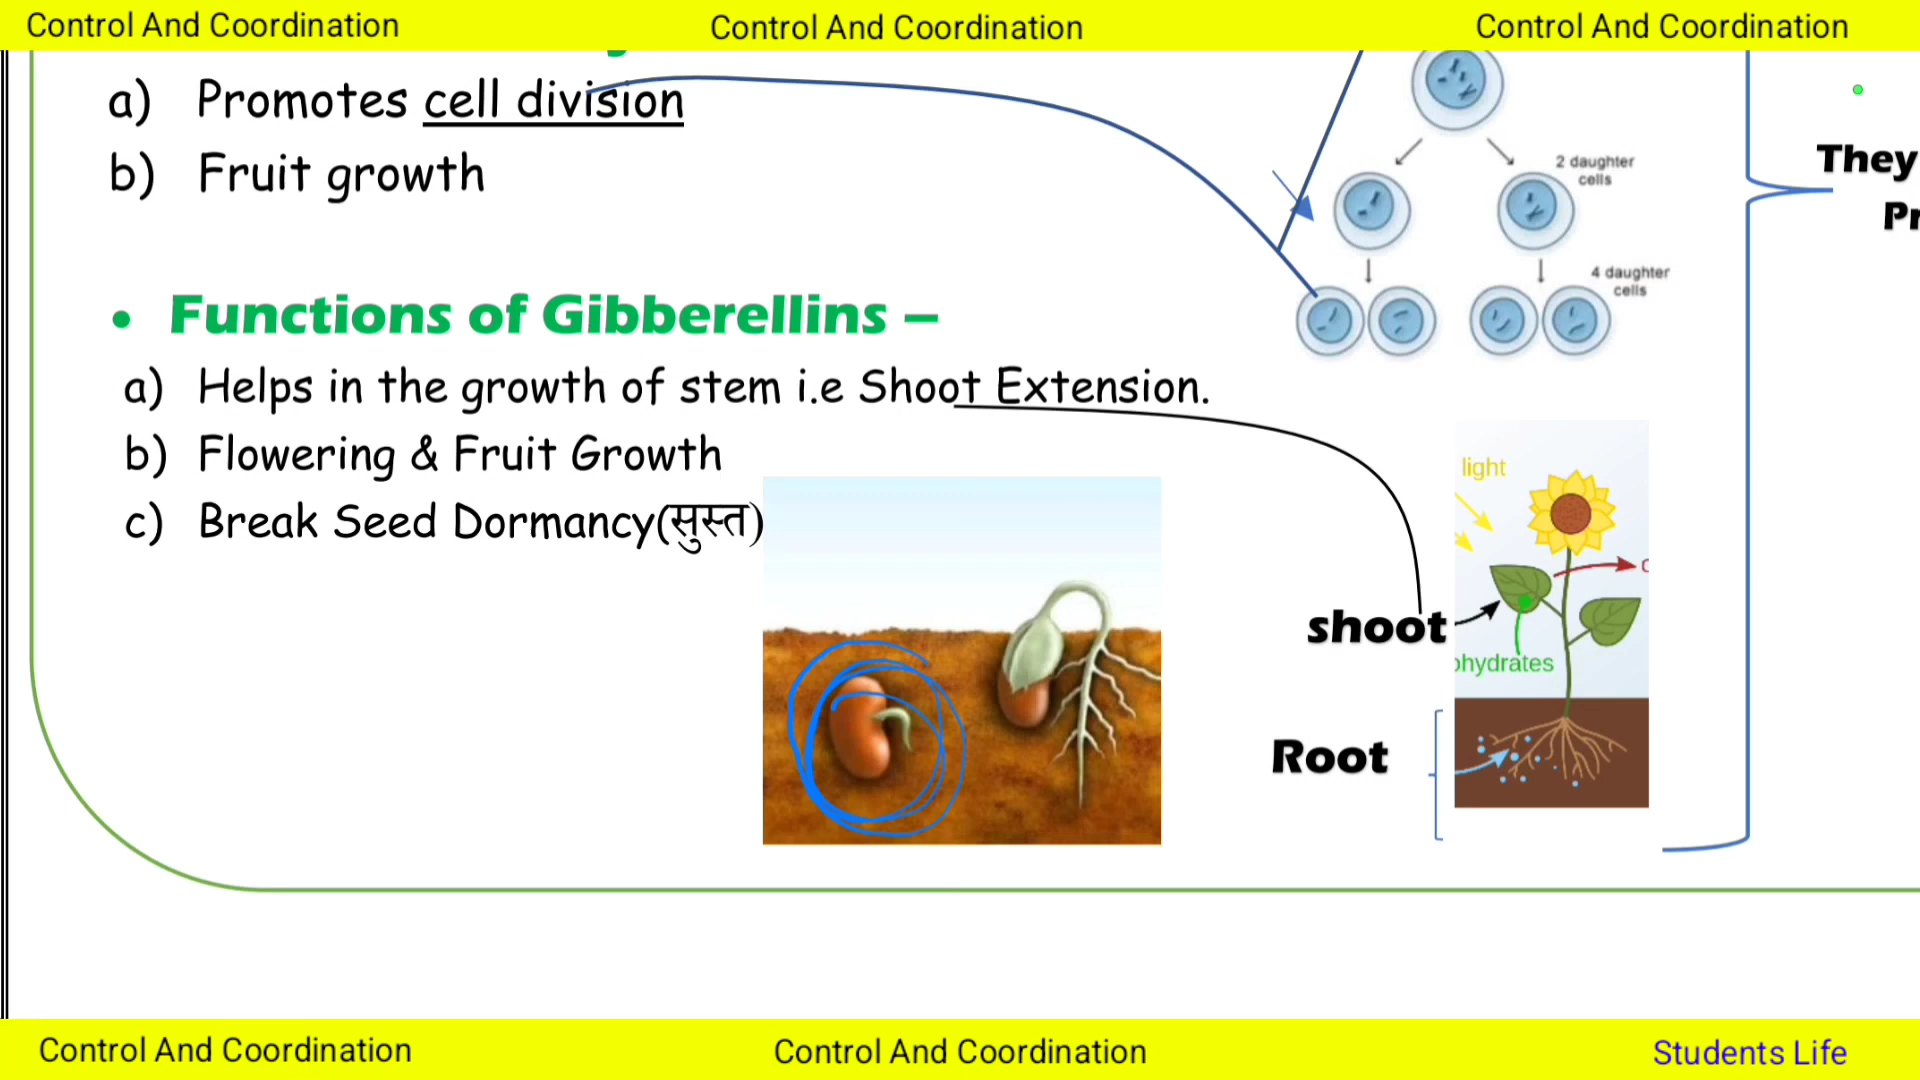 Control And Coordination
Control And Coordination
Control And Coordination
a) Promotes cell division
b) Fruit growth
2 daughter
cells
4 daughter
cells
They
Pr
• Functions of Gibberellins –
a) Helps in the growth of stem i.e Shoot Extension.
b) Flowering & Fruit Growth
c) Break Seed Dormancy(सुस्त)
light
shoot
ohydrates
Root
Control And Coordination
Control And Coordination
Students Life